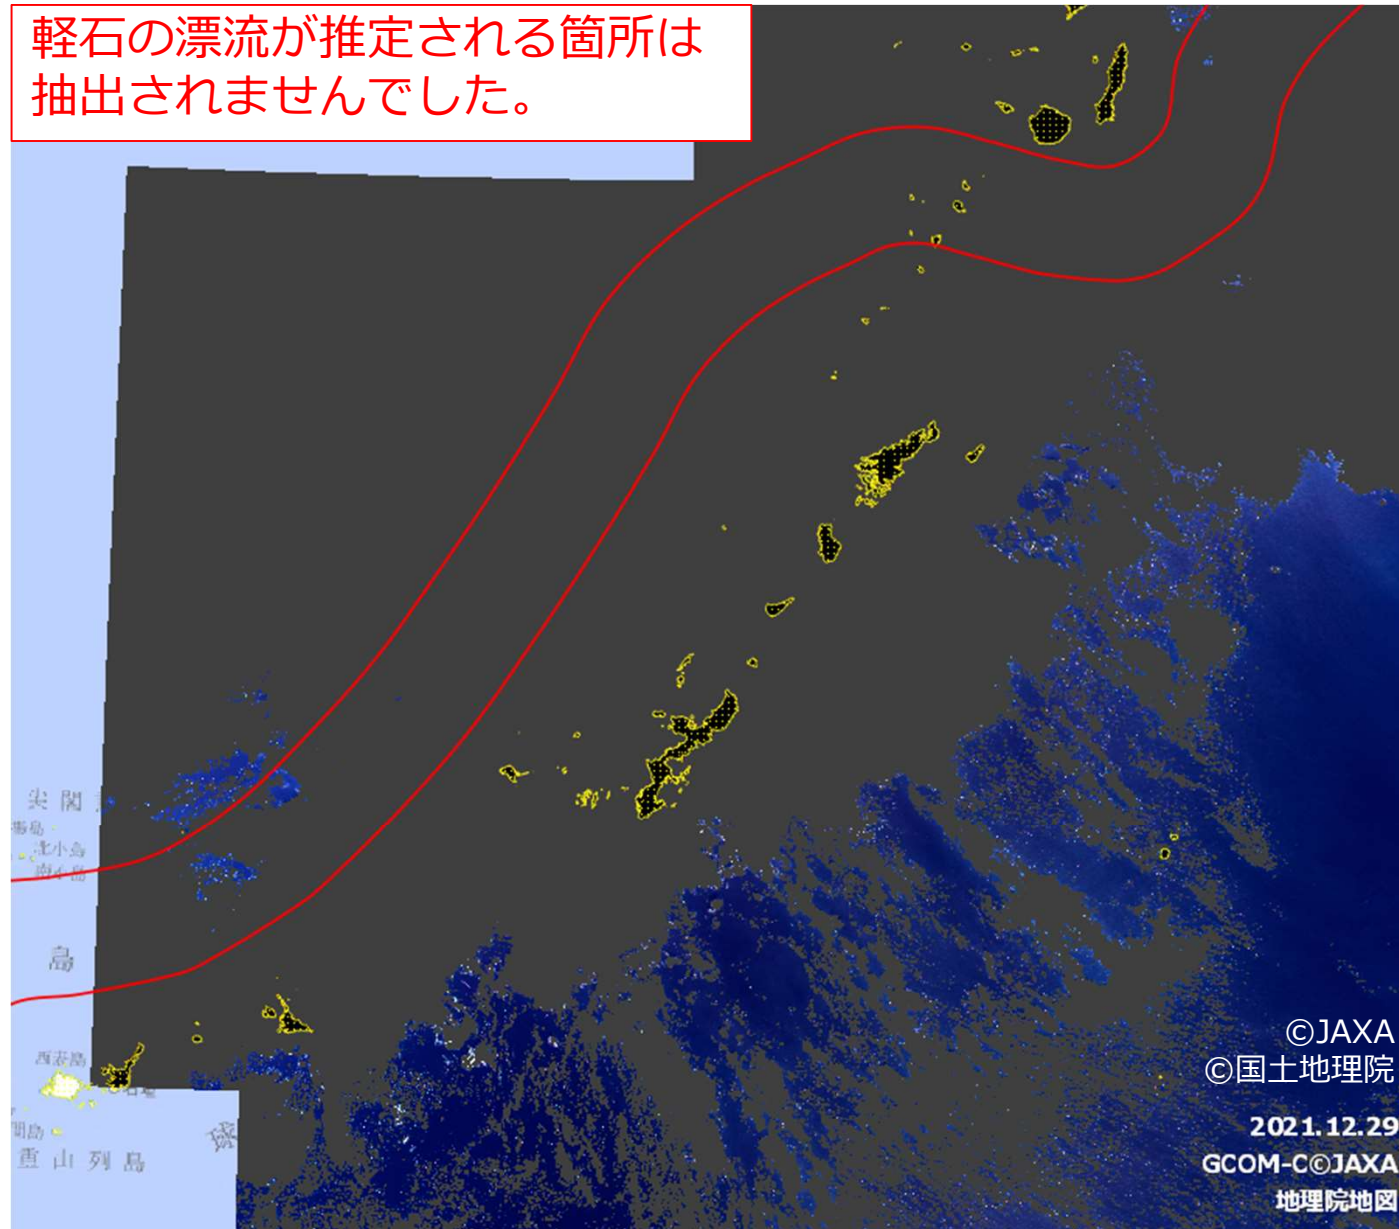 軽石の漂流が推定される箇所は
抽出されませんでした。
尖閣
北小島
南小島
島
西表島
重山列島
©JAXA
©国土地理院
2021.12.29
GCOM-C©JAXA
地理院地図